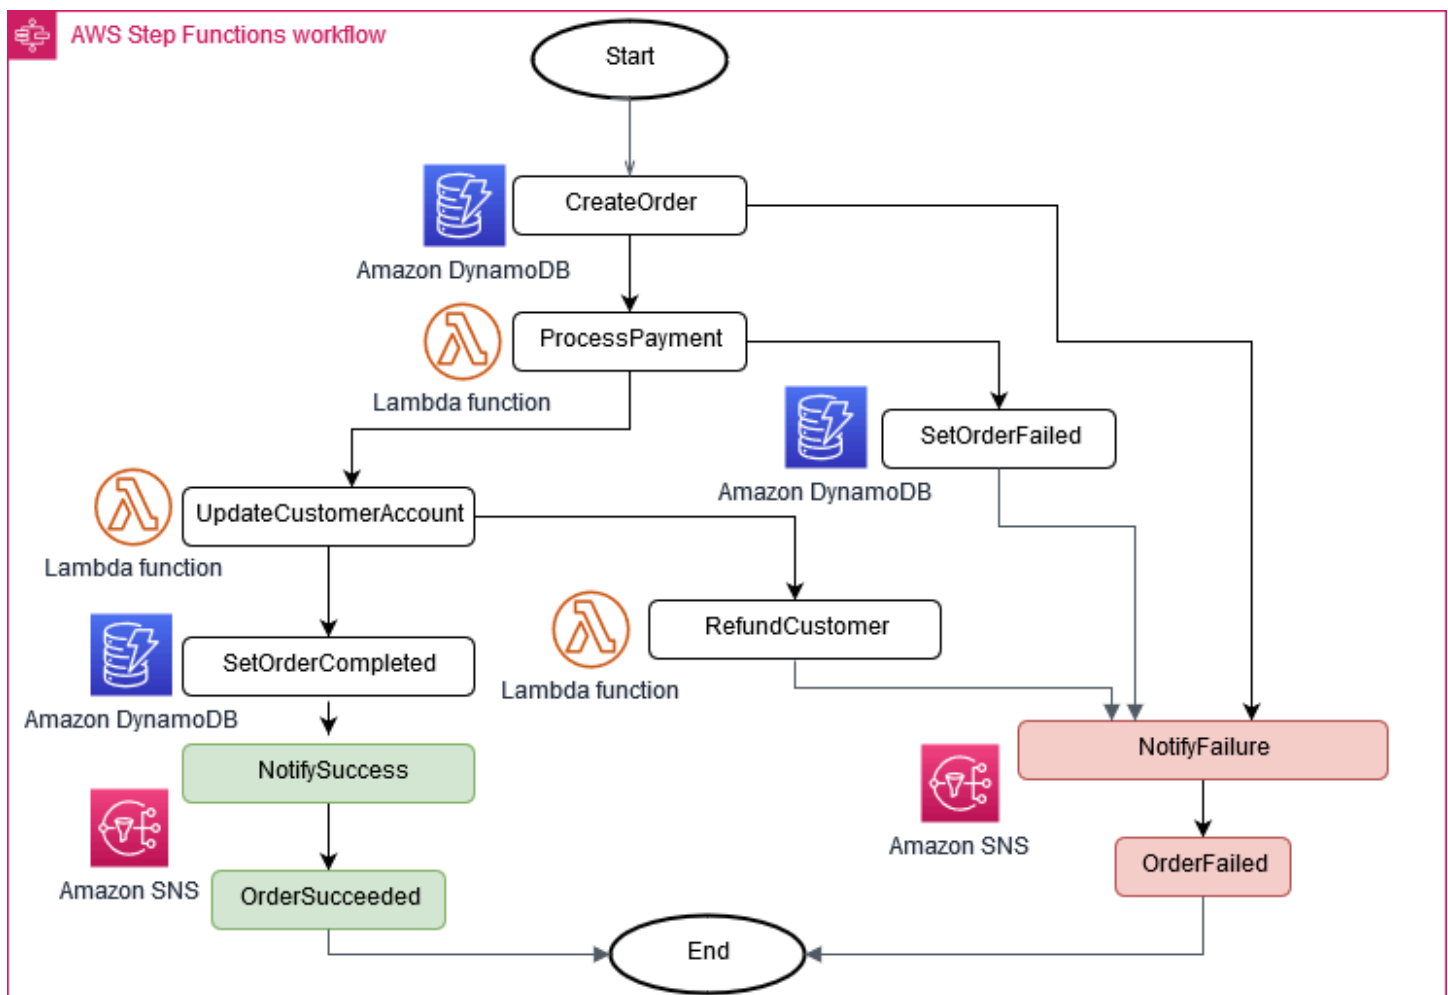 AWS Step Functions workflow
Start
CreateOrder
Amazon DynamoDB
ProcessPayment
Lambda function
SetOrderFailed
Amazon DynamoDB
UpdateCustomerAccount
Lambda function
RefundCustomer
Lambda function
SetOrderCompleted
Amazon DynamoDB
NotifySuccess
Amazon SNS
NotifyFailure
Amazon SNS
OrderSucceeded
OrderFailed
End